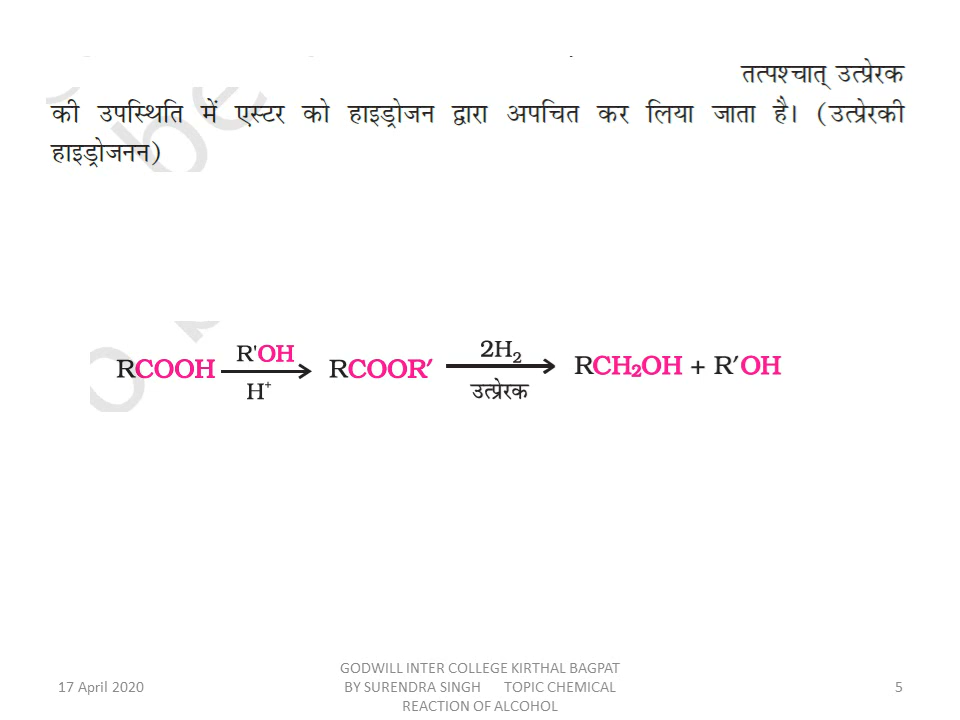 तत्पश्चात् उत्प्रेरक
की उपस्थिति में एस्टर को हाइड्रोजन द्वारा अपचित कर लिया जाता है। (उत्प्रेरकी
हाइड्रोजनन)
RCOOH R'OH H⁺ RCOOR′ 2H₂ उत्प्रेरक RCH₂OH + R′OH
17 April 2020
GODWILL INTER COLLEGE KIRTHAL BAGPAT
BY SURENDRA SINGH TOPIC CHEMICAL
REACTION OF ALCOHOL
5